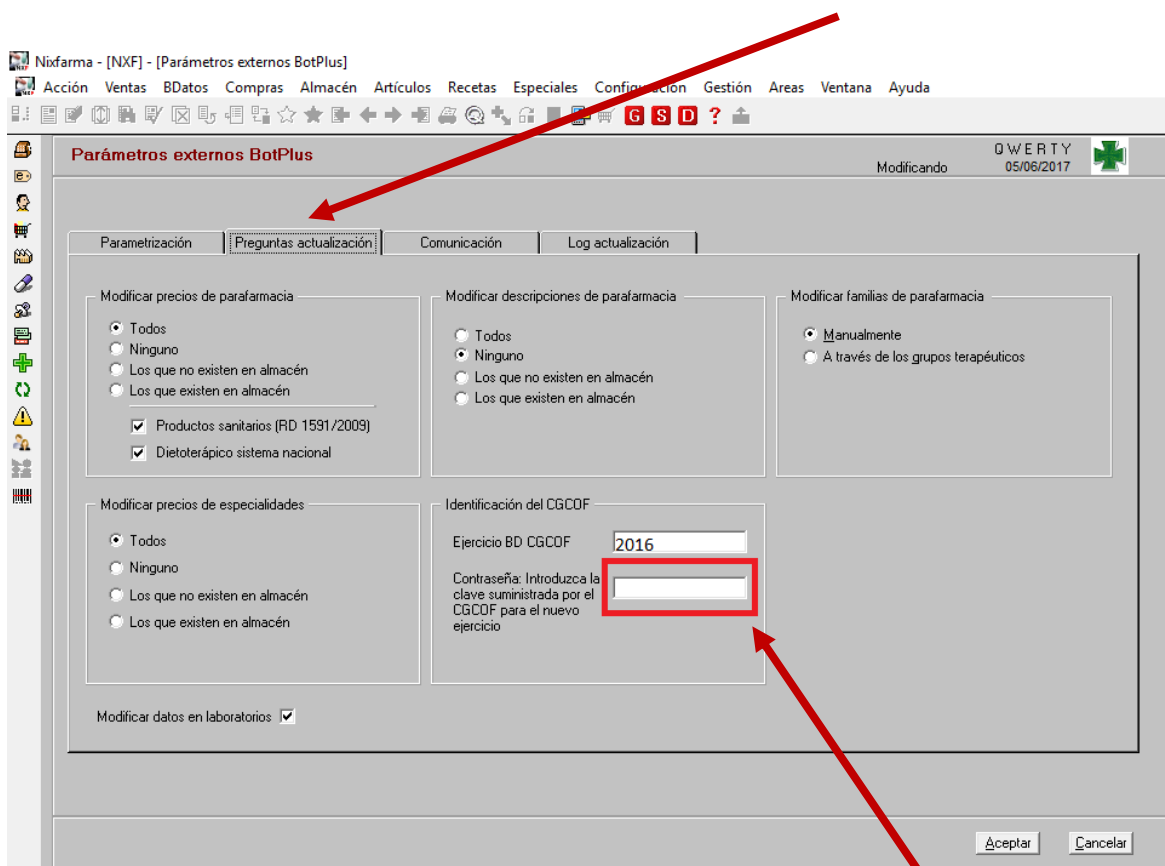 Nixfarma - [NXF] - [Parámetros externos BotPlus]
Acción Ventas BDatos Compras Almacén Artículos Recetas Especiales Configuración Gestión Areas Ventana Ayuda
G S D ?
Parámetros externos BotPlus
Modificando
QWERTY
05/06/2017
Parametrización Preguntas actualización Comunicación Log actualización
Modificar precios de parafarmacia
Todos
Ninguno
Los que no existen en almacén
Los que existen en almacén
Productos sanitarios (RD 1591/2009)
Dietoterápico sistema nacional
Modificar descripciones de parafarmacia
Todos
Ninguno
Los que no existen en almacén
Los que existen en almacén
Modificar familias de parafarmacia
Manualmente
A través de los grupos terapéuticos
Modificar precios de especialidades
Todos
Ninguno
Los que no existen en almacén
Los que existen en almacén
Identificación del CGCOF
Ejercicio BD CGCOF 2016
Contraseña: Introduzca la
clave suministrada por el
CGCOF para el nuevo
ejercicio
Modificar datos en laboratorios
Aceptar Cancelar